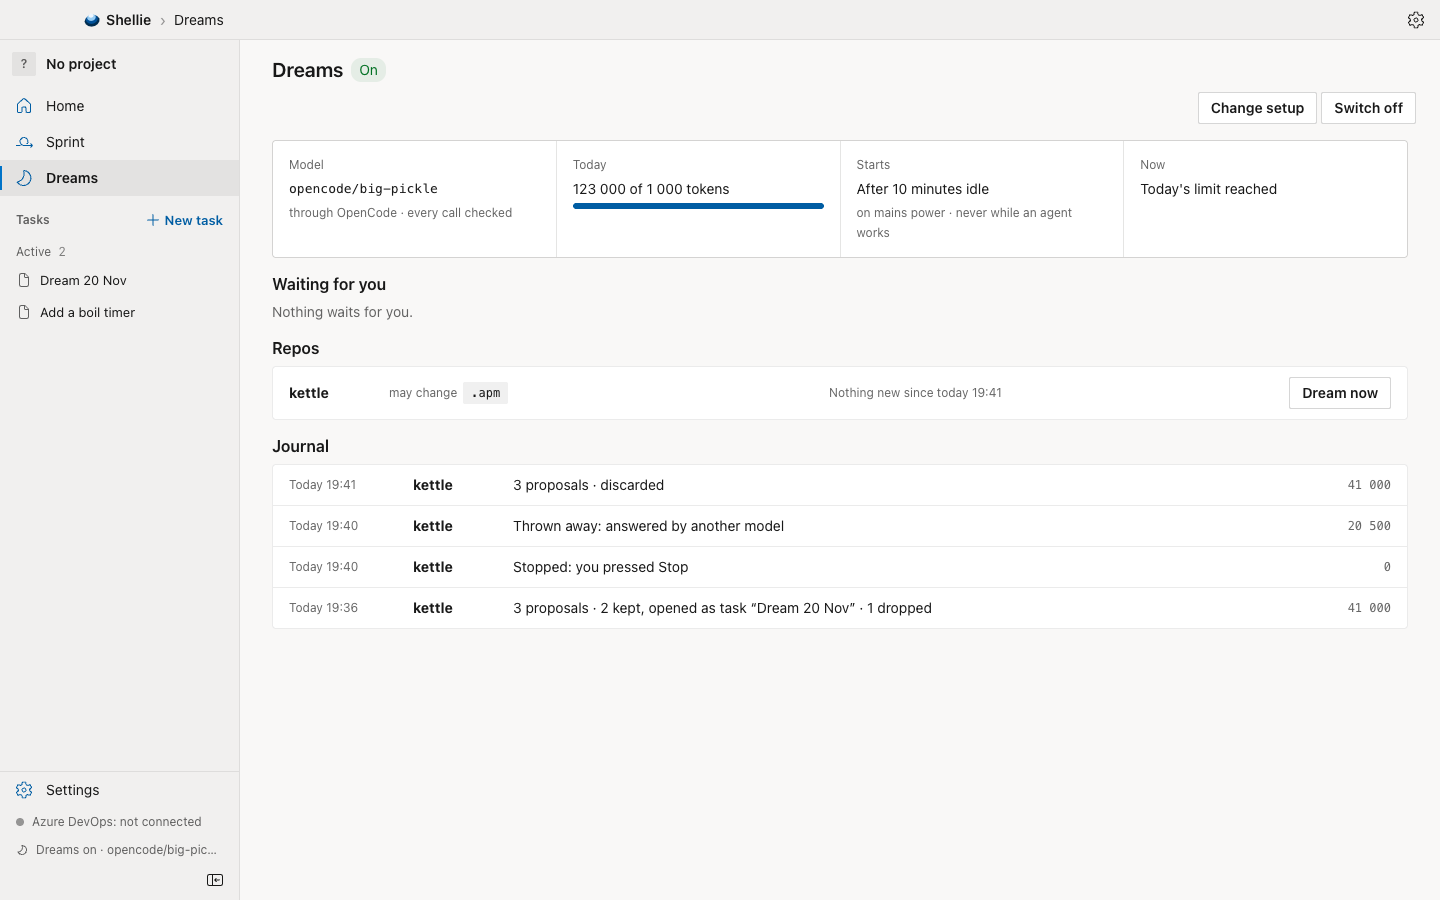 Shellie › Dreams
? No project
Home
Sprint
Dreams
Tasks
New task
Active 2
Dream 20 Nov
Add a boil timer
Settings
Azure DevOps: not connected
Dreams on · opencode/big-pic…
Dreams On
Change setup
Switch off
Model
opencode/big-pickle
through OpenCode · every call checked
Today
123 000 of 1 000 tokens
Starts
After 10 minutes idle
on mains power · never while an agent
works
Now
Today's limit reached
Waiting for you
Nothing waits for you.
Repos
kettle may change .apm Nothing new since today 19:41 Dream now
Journal
Today 19:41 kettle 3 proposals · discarded 41 000
Today 19:40 kettle Thrown away: answered by another model 20 500
Today 19:40 kettle Stopped: you pressed Stop 0
Today 19:36 kettle 3 proposals · 2 kept, opened as task “Dream 20 Nov” · 1 dropped 41 000